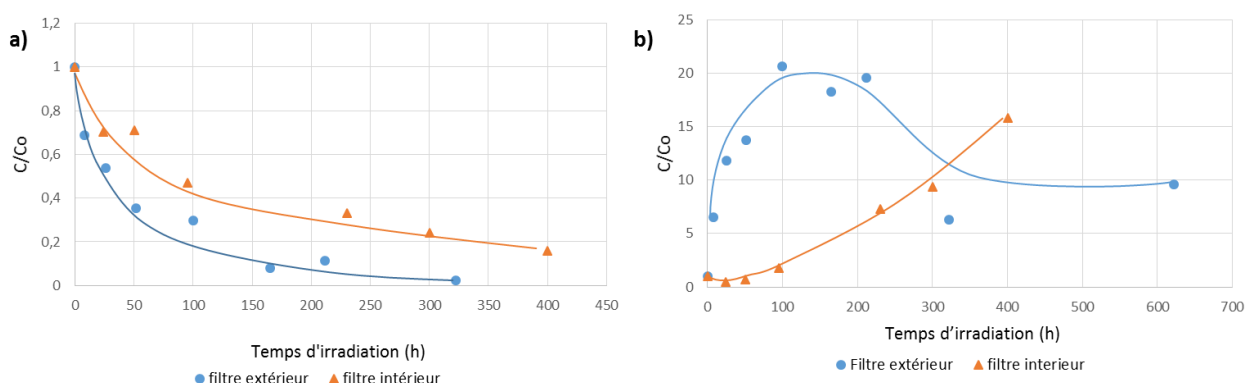 a)
1,2
1
0,8
0,6
0,4
0,2
0
C/Co
0 50 100 150 200 250 300 350 400 450
Temps d'irradiation (h)
filtre extérieur filtre intérieur
b)
25
20
15
10
5
0
C/Co
0 100 200 300 400 500 600 700
Temps d’irradiation (h)
Filtre extérieur filtre interieur